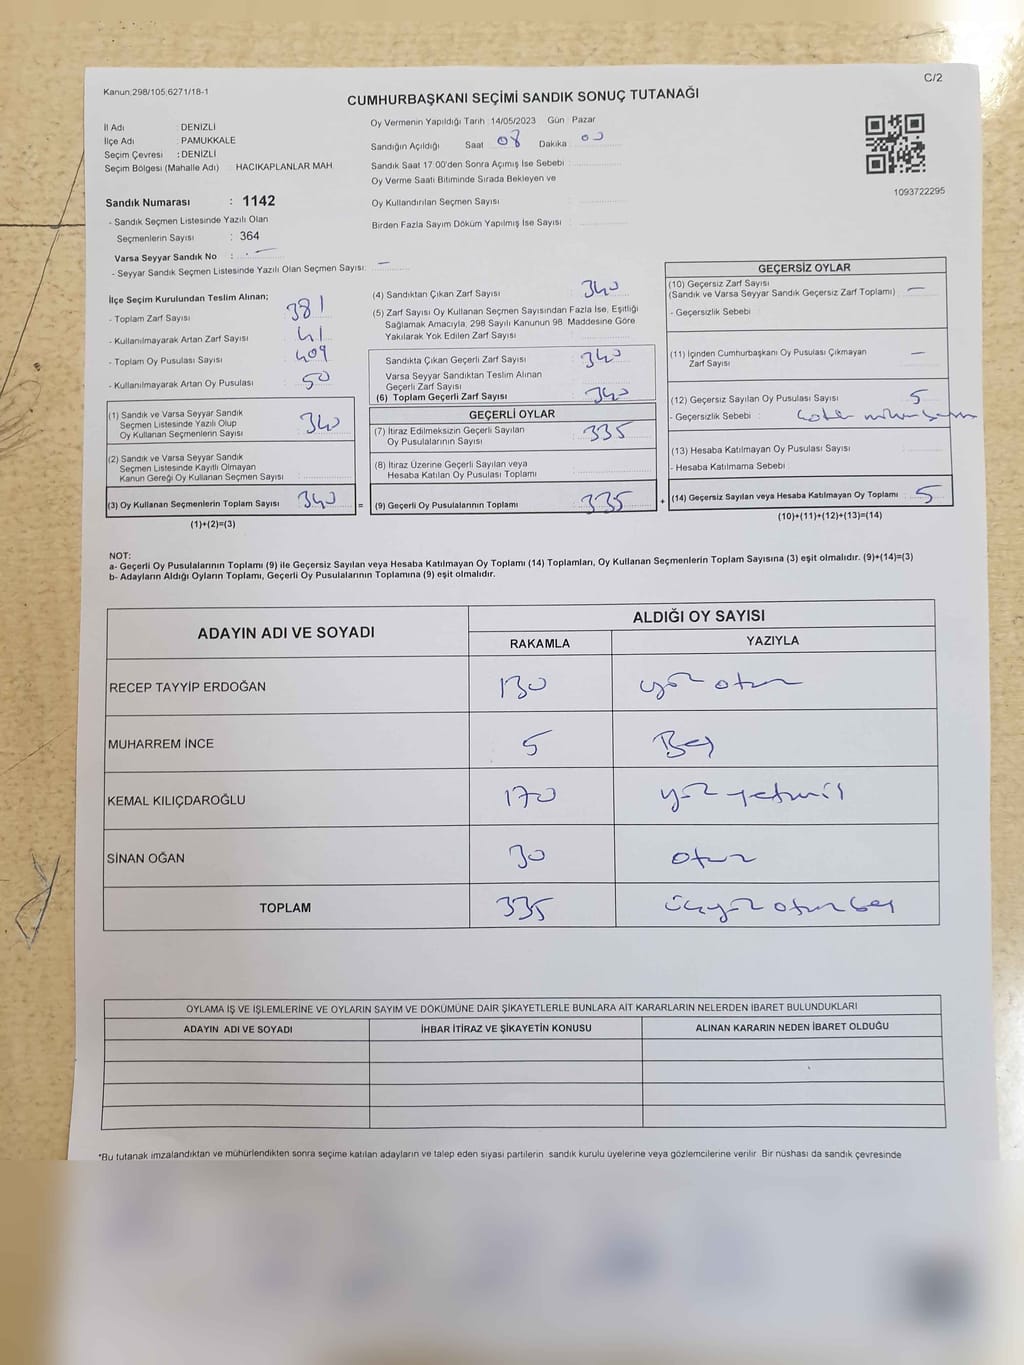 Kanun:298/105,6271/18-1
C/2
CUMHURBAŞKANI SEÇİMİ SANDIK SONUÇ TUTANAĞI
İl Adı : DENİZLİ
İlçe Adı : PAMUKKALE
Seçim Çevresi : DENİZLİ
Seçim Bölgesi (Mahalle Adı) : HACIKAPLANLAR MAH.
Oy Vermenin Yapıldığı Tarih : 14/05/2023 Gün : Pazar
Sandığın Açıldığı Saat 08 Dakika : 00
Sandık Saat 17:00'den Sonra Açımış İse Sebebi :
Oy Verme Saati Bitiminde Sırada Bekleyen ve
Oy Kullandırılan Seçmen Sayısı :
Birden Fazla Sayım Döküm Yapılmış İse Sayısı :
1093722295
Sandık Numarası : 1142
- Sandık Seçmen Listesinde Yazılı Olan
Seçmenlerin Sayısı : 364
Varsa Seyyar Sandık No : -
- Seyyar Sandık Seçmen Listesinde Yazılı Olan Seçmen Sayısı: -
İlçe Seçim Kurulundan Teslim Alınan;
- Toplam Zarf Sayısı : 381
- Kullanılmayarak Artan Zarf Sayısı : 41
- Toplam Oy Pusulası Sayısı : 409
- Kullanılmayarak Artan Oy Pusulası : 50
(1) Sandık ve Varsa Seyyar Sandık
Seçmen Listesinde Yazılı Olup
Oy Kullanan Seçmenlerin Sayısı : 340
(2) Sandık ve Varsa Seyyar Sandık
Seçmen Listesinde Kayıtlı Olmayan
Kanun Gereği Oy Kullanan Seçmen Sayısı :
(3) Oy Kullanan Seçmenlerin Toplam Sayısı : 340 =
(1)+(2)=(3)
(4) Sandıktan Çıkan Zarf Sayısı : 340
(5) Zarf Sayısı Oy Kullanan Seçmen Sayısından Fazla İse, Eşitliği
Sağlamak Amacıyla, 298 Sayılı Kanunun 98. Maddesine Göre
Yakılarak Yok Edilen Zarf Sayısı :
Sandıkta Çıkan Geçerli Zarf Sayısı : 340
Varsa Seyyar Sandıktan Teslim Alınan
Geçerli Zarf Sayısı :
(6) Toplam Geçerli Zarf Sayısı : 340
GEÇERLİ OYLAR
(7) İtiraz Edilmeksizin Geçerli Sayılan
Oy Pusulalarının Sayısı : 335
(8) İtiraz Üzerine Geçerli Sayılan veya
Hesaba Katılan Oy Pusulası Toplamı :
(9) Geçerli Oy Pusulalarının Toplamı : 335 +
GEÇERSİZ OYLAR
(10) Geçersiz Zarf Sayısı
(Sandık ve Varsa Seyyar Sandık Geçersiz Zarf Toplamı) : -
- Geçersizlik Sebebi :
(11) İçinden Cumhurbaşkanı Oy Pusulası Çıkmayan
Zarf Sayısı : -
(12) Geçersiz Sayılan Oy Pusulası Sayısı : 5
- Geçersizlik Sebebi :
(13) Hesaba Katılmayan Oy Pusulası Sayısı :
- Hesaba Katılmama Sebebi :
(14) Geçersiz Sayılan veya Hesaba Katılmayan Oy Toplamı : 5
(10)+(11)+(12)+(13)=(14)
NOT:
a- Geçerli Oy Pusulalarının Toplamı (9) ile Geçersiz Sayılan veya Hesaba Katılmayan Oy Toplamı (14) Toplamları, Oy Kullanan Seçmenlerin Toplam Sayısına (3) eşit olmalıdır. (9)+(14)=(3)
b- Adayların Aldığı Oyların Toplamı, Geçerli Oy Pusulalarının Toplamına (9) eşit olmalıdır.
ADAYIN ADI VE SOYADI
ALDIĞI OY SAYISI
RAKAMLA YAZIYLA
RECEP TAYYİP ERDOĞAN 130 yüz otuz
MUHARREM İNCE 5 Beş
KEMAL KILIÇDAROĞLU 170 yüz yetmiş
SİNAN OĞAN 30 otuz
TOPLAM 335 üçyüz otuz beş
OYLAMA İŞ VE İŞLEMLERİNE VE OYLARIN SAYIM VE DÖKÜMÜNE DAİR ŞİKAYETLERLE BUNLARA AİT KARARLARIN NELERDEN İBARET BULUNDUKLARI
ADAYIN ADI VE SOYADI İHBAR İTİRAZ VE ŞİKAYETİN KONUSU ALINAN KARARIN NEDEN İBARET OLDUĞU
*Bu tutanak imzalandıktan ve mühürlendikten sonra seçime katılan adayların ve talep eden siyasi partilerin sandık kurulu üyelerine veya gözlemcilerine verilir. Bir nüshası da sandık çevresinde